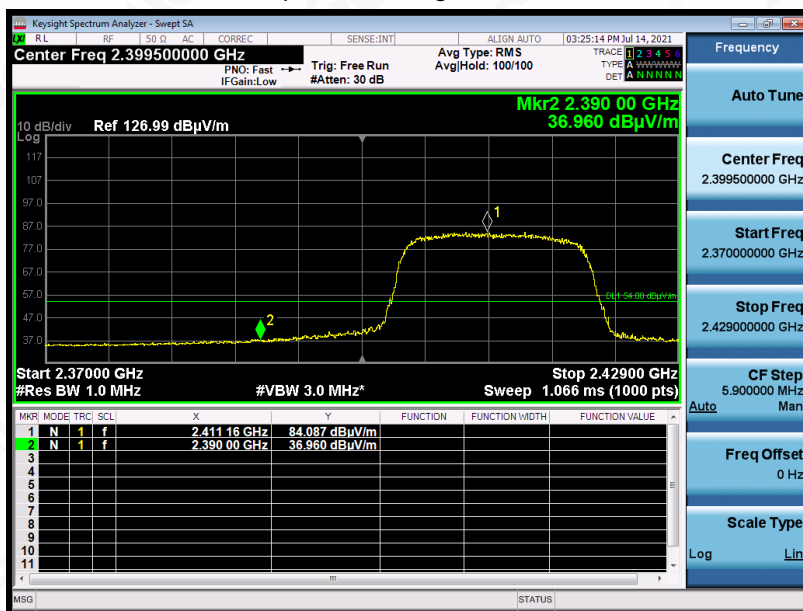 Keysight Spectrum Analyzer - Swept SA
LXI RL RF 50 Ω AC CORREC SENSE:INT ALIGN AUTO 03:25:14 PM Jul 14, 2021
Center Freq 2.399500000 GHz
PNO: Fast
IFGain:Low
Trig: Free Run
#Atten: 30 dB
Avg Type: RMS
Avg|Hold: 100/100
TRACE 1 2 3 4 5 6
TYPE A WWWWW
DET A N N N N N
Mkr2 2.390 00 GHz
36.960 dBµV/m
10 dB/div Ref 126.99 dBµV/m
Log
117
107
97.0
87.0
77.0
67.0
57.0
47.0
37.0
1
2
DL1 54.00 dBµV/m
Start 2.37000 GHz Stop 2.42900 GHz
#Res BW 1.0 MHz #VBW 3.0 MHz* Sweep 1.066 ms (1000 pts)
MKR MODE TRC SCL X Y FUNCTION FUNCTION WIDTH FUNCTION VALUE
1 N 1 f 2.411 16 GHz 84.087 dBµV/m
2 N 1 f 2.390 00 GHz 36.960 dBµV/m
3
4
5
6
7
8
9
10
11
MSG STATUS
Frequency
Auto Tune
Center Freq
2.399500000 GHz
Start Freq
2.370000000 GHz
Stop Freq
2.429000000 GHz
CF Step
5.900000 MHz
Auto Man
Freq Offset
0 Hz
Scale Type
Log Lin